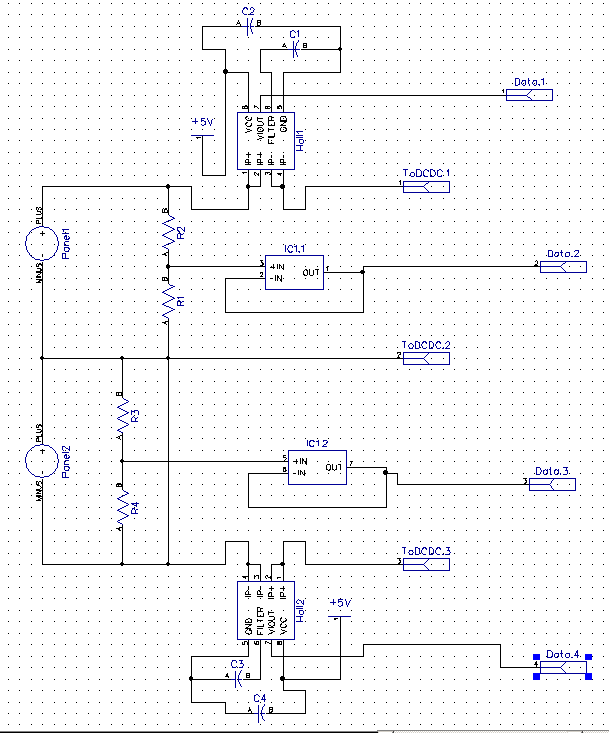 C2
A B
C1
A B
Data.1
1
+5V
1
8 7 6 5
VCC VIOUT FILTER GND
Hall1
IP+ IP+ IP- IP-
1 2 3 4
ToDCDC.1
1
PLUS
+
Panel1
MINUS
B
R2
A
B
R1
A
IC1.1
3 +IN
2 -IN
OUT 1
Data.2
2
ToDCDC.2
2
B
R3
A
PLUS
+
Panel2
MINUS
B
R4
A
IC1.2
5 +IN
6 -IN
OUT 7
Data.3
3
ToDCDC.3
3
4 3 2 1
IP- IP- IP+ IP+
Hall2
GND FILTER VIOUT VCC
5 6 7 8
+5V
1
Data.4
4
C3
A B
C4
A B